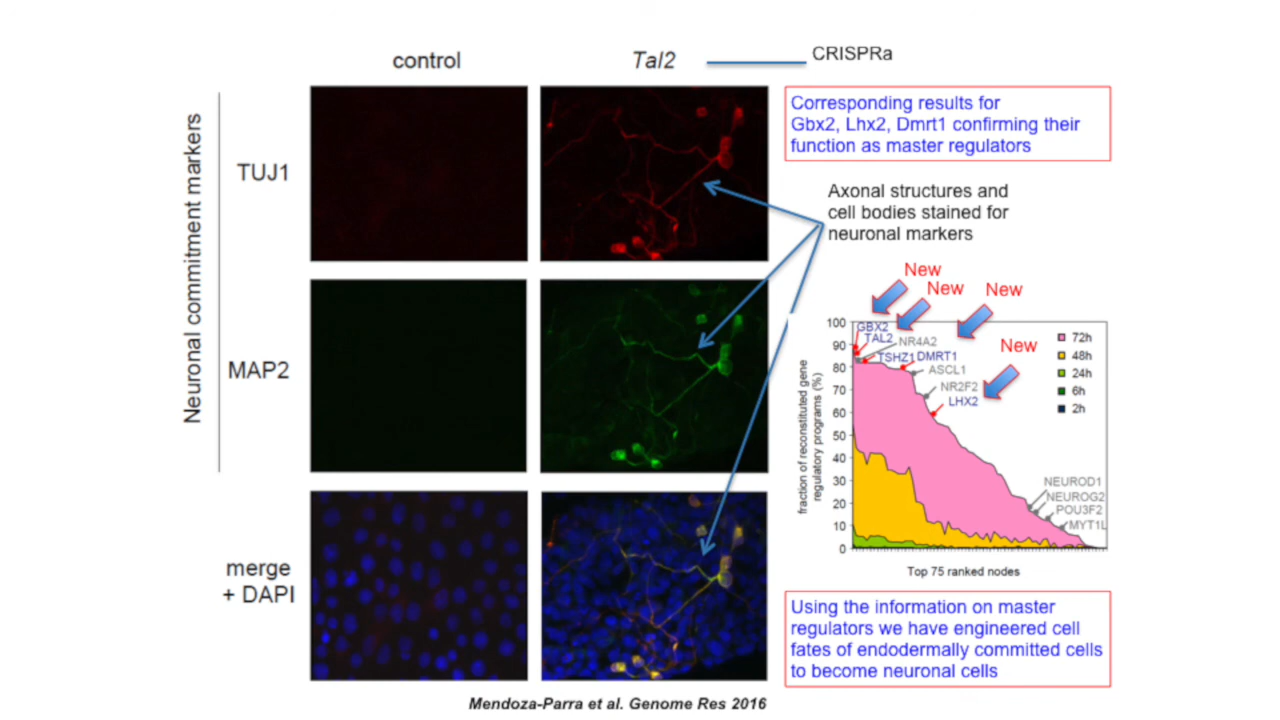 control
Tal2
CRISPRa
Neuronal commitment markers
TUJ1
MAP2
merge
+ DAPI
Corresponding results for
Gbx2, Lhx2, Dmrt1 confirming their
function as master regulators
Axonal structures and
cell bodies stained for
neuronal markers
New
New
New
New
fraction of reconstituted gene
regulatory programs (%)
100
90
80
70
60
50
40
30
20
10
0
GBX2
TAL2
NR4A2
TSHZ1
DMRT1
ASCL1
NR2F2
LHX2
NEUROD1
NEUROG2
POU3F2
MYT1L
72h
48h
24h
6h
2h
Top 75 ranked nodes
Using the information on master
regulators we have engineered cell
fates of endodermally committed cells
to become neuronal cells
Mendoza-Parra et al. Genome Res 2016